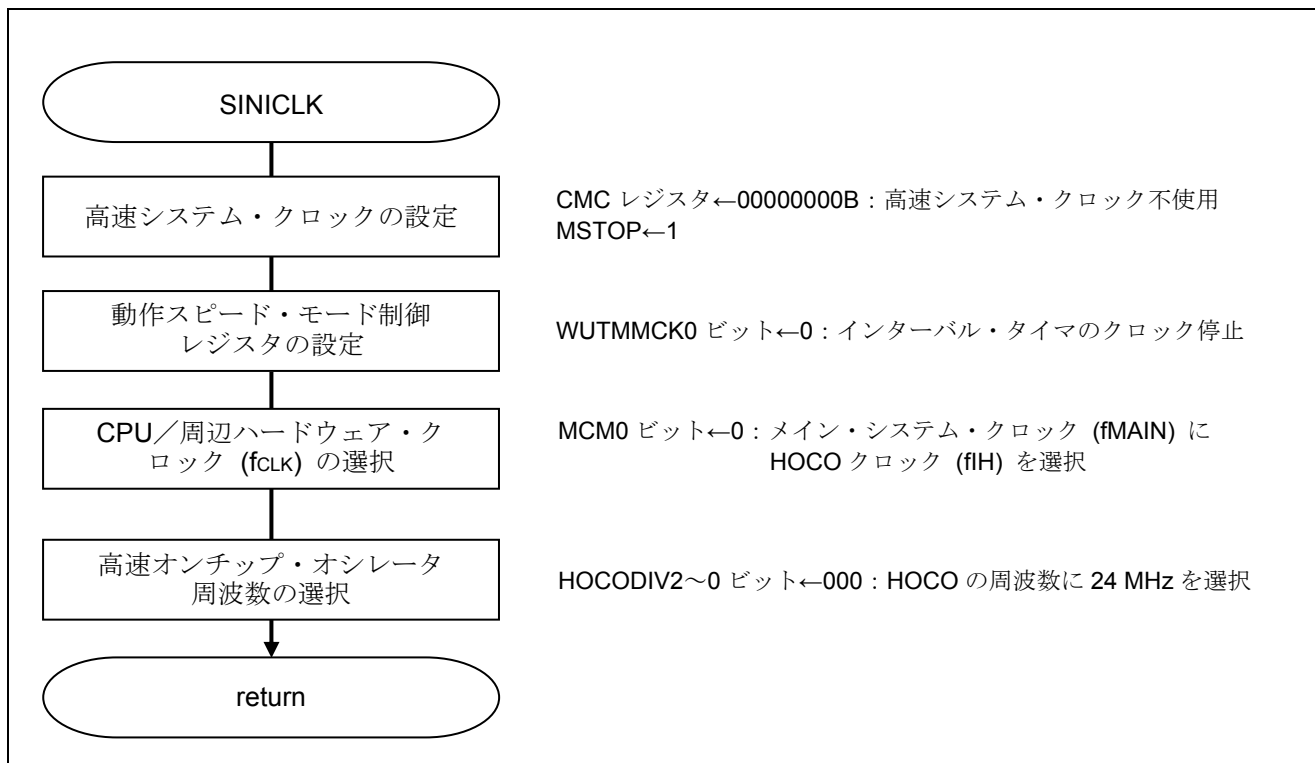 SINICLK
高速システム・クロックの設定
CMC レジスタ←00000000B：高速システム・クロック不使用
MSTOP←1
動作スピード・モード制御
レジスタの設定
WUTMMCK0 ビット←0：インターバル・タイマのクロック停止
CPU／周辺ハードウェア・ク
ロック (fCLK) の選択
MCM0 ビット←0：メイン・システム・クロック (fMAIN) に
HOCO クロック (fIH) を選択
高速オンチップ・オシレータ
周波数の選択
HOCODIV2～0 ビット←000：HOCO の周波数に 24 MHz を選択
return